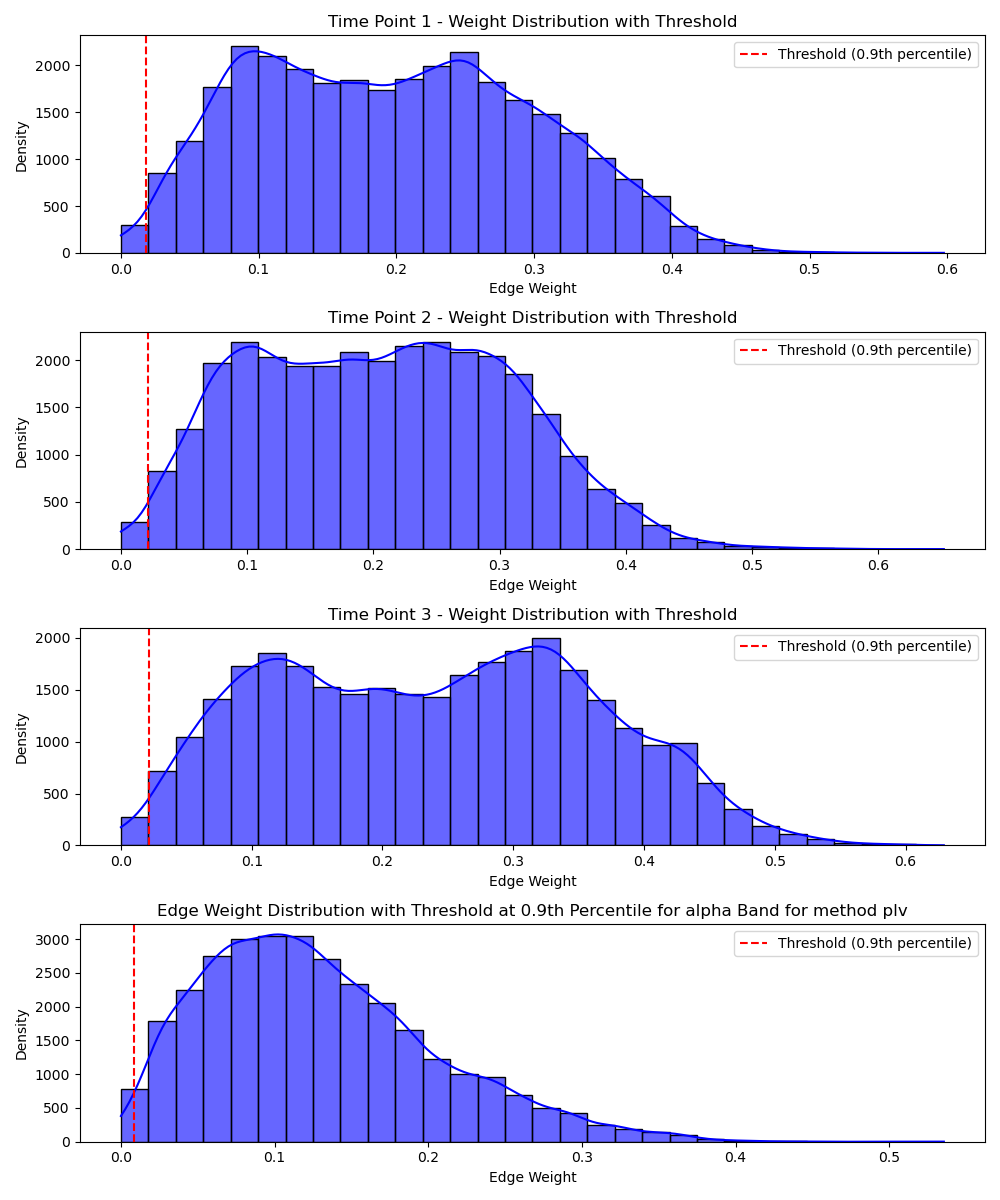 Time Point 1 - Weight Distribution with Threshold
Threshold (0.9th percentile)
Density
2000
1500
1000
500
0
0.0 0.1 0.2 0.3 0.4 0.5 0.6
Edge Weight
Time Point 2 - Weight Distribution with Threshold
Threshold (0.9th percentile)
Density
2000
1500
1000
500
0
0.0 0.1 0.2 0.3 0.4 0.5 0.6
Edge Weight
Time Point 3 - Weight Distribution with Threshold
Threshold (0.9th percentile)
Density
2000
1500
1000
500
0
0.0 0.1 0.2 0.3 0.4 0.5 0.6
Edge Weight
Edge Weight Distribution with Threshold at 0.9th Percentile for alpha Band for method plv
Threshold (0.9th percentile)
Density
3000
2500
2000
1500
1000
500
0
0.0 0.1 0.2 0.3 0.4 0.5
Edge Weight